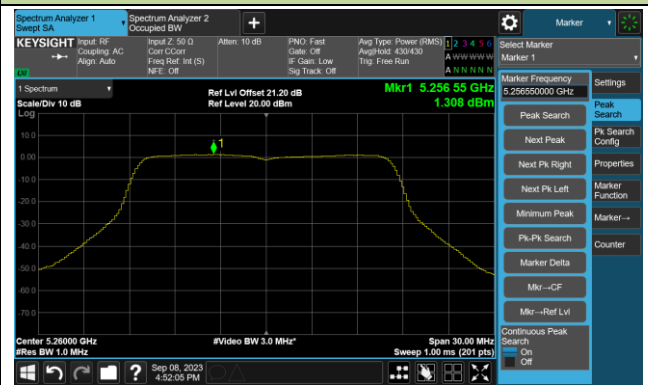 Spectrum Analyzer 1
Swept SA
Spectrum Analyzer 2
Occupied BW
+
Marker
KEYSIGHT
Input: RF
Coupling: AC
Align: Auto
Input Z: 50 Ω
Corr CCorr
Freq Ref: Int (S)
NFE: Off
Atten: 10 dB
PNO: Fast
Gate: Off
IF Gain: Low
Sig Track: Off
Avg Type: Power (RMS)
Avg|Hold: 430/430
Trig: Free Run
1 2 3 4 5 6
A W W W W W
A N N N N N
LXI
Select Marker
Marker 1
1 Spectrum
Scale/Div 10 dB
Log
Ref Lvl Offset 21.20 dB
Ref Level 20.00 dBm
Mkr1 5.256 55 GHz
1.308 dBm
1
10.0
0.00
-10.0
-20.0
-30.0
-40.0
-50.0
-60.0
-70.0
Center 5.26000 GHz
#Res BW 1.0 MHz
#Video BW 3.0 MHz*
Span 30.00 MHz
Sweep 1.00 ms (201 pts)
Marker Frequency
5.256550000 GHz
Peak Search
Next Peak
Next Pk Right
Next Pk Left
Minimum Peak
Pk-Pk Search
Marker Delta
Mkr→CF
Mkr→Ref Lvl
Continuous Peak
Search
On
Off
Settings
Peak
Search
Pk Search
Config
Properties
Marker
Function
Marker→
Counter
?
Sep 08, 2023
4:52:05 PM